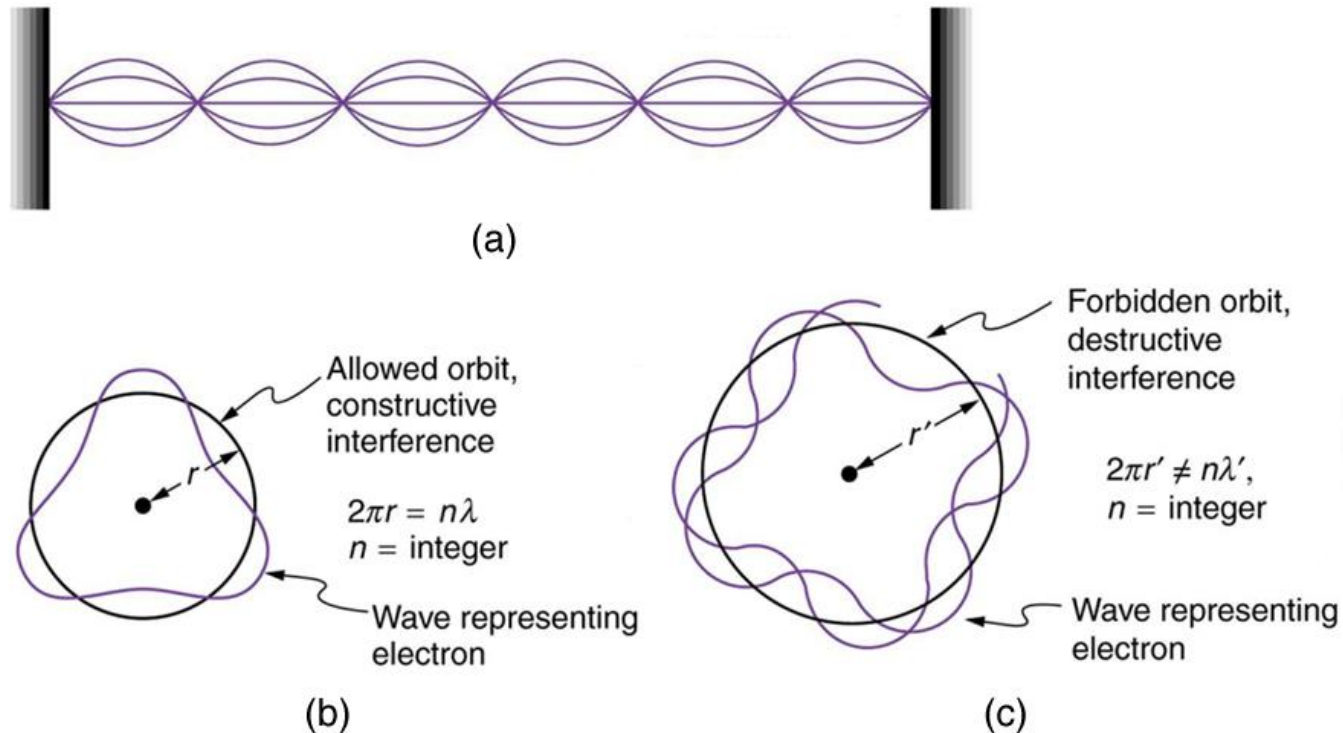 (a)
Allowed orbit,
constructive
interference
r
2πr = nλ
n = integer
Wave representing
electron
(b)
Forbidden orbit,
destructive
interference
r′
2πr′ ≠ nλ′,
n = integer
Wave representing
electron
(c)